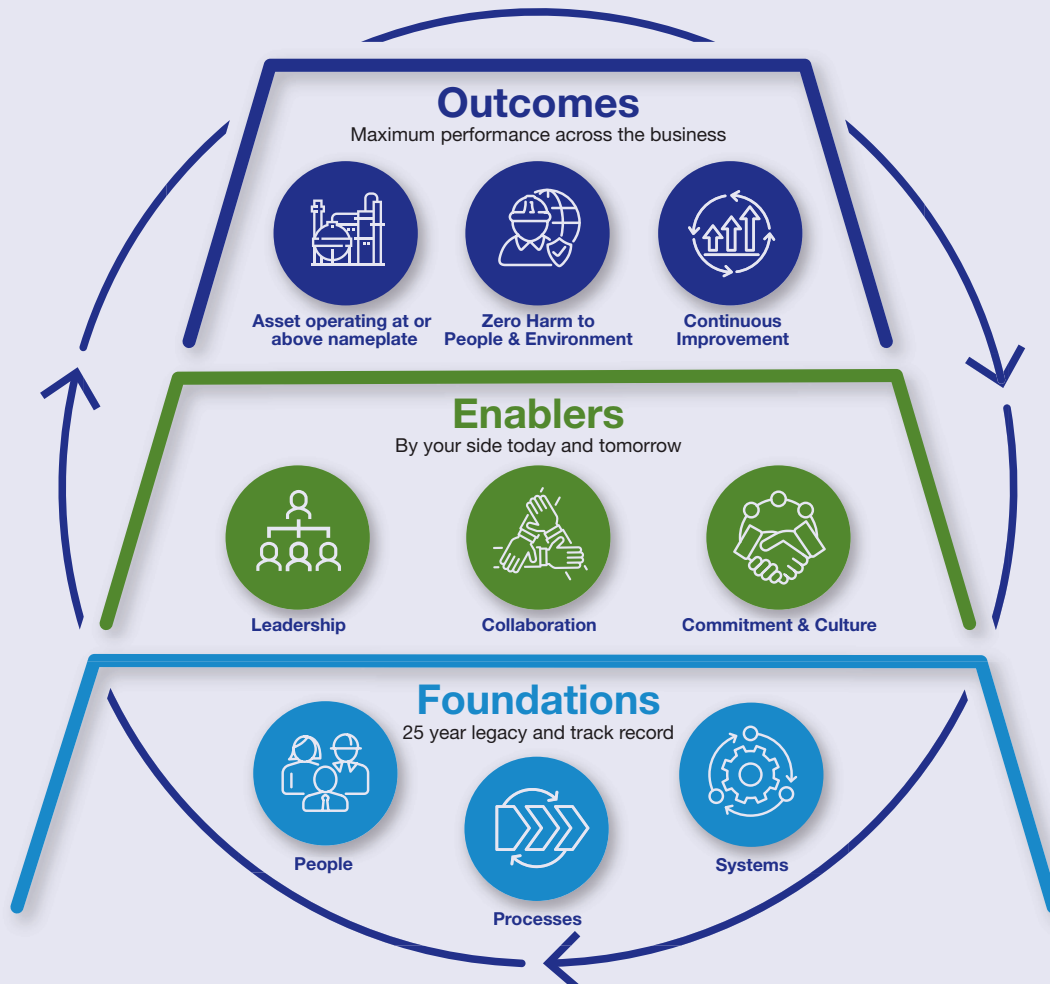 Outcomes
Maximum performance across the business
Asset operating at or
above nameplate
Zero Harm to
People & Environment
Continuous
Improvement
Enablers
By your side today and tomorrow
Leadership
Collaboration
Commitment & Culture
Foundations
25 year legacy and track record
People
Processes
Systems